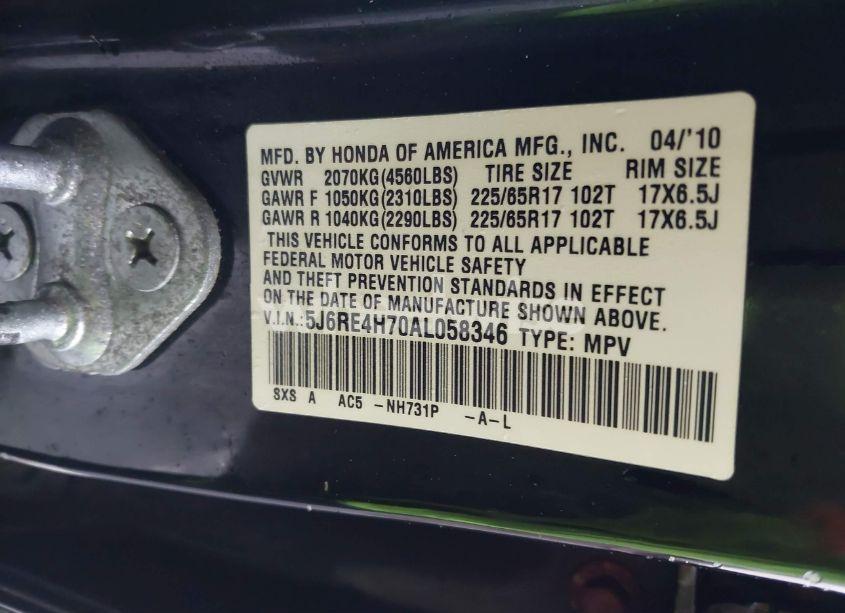 MFD. BY HONDA OF AMERICA MFG., INC. 04/'10
GVWR 2070KG(4560LBS) TIRE SIZE RIM SIZE
GAWR F 1050KG(2310LBS) 225/65R17 102T 17X6.5J
GAWR R 1040KG(2290LBS) 225/65R17 102T 17X6.5J
THIS VEHICLE CONFORMS TO ALL APPLICABLE
FEDERAL MOTOR VEHICLE SAFETY
AND THEFT PREVENTION STANDARDS IN EFFECT
ON THE DATE OF MANUFACTURE SHOWN ABOVE.
V.I.N.:5J6RE4H70AL058346 TYPE: MPV
SXS A AC5 -NH731P -A-L